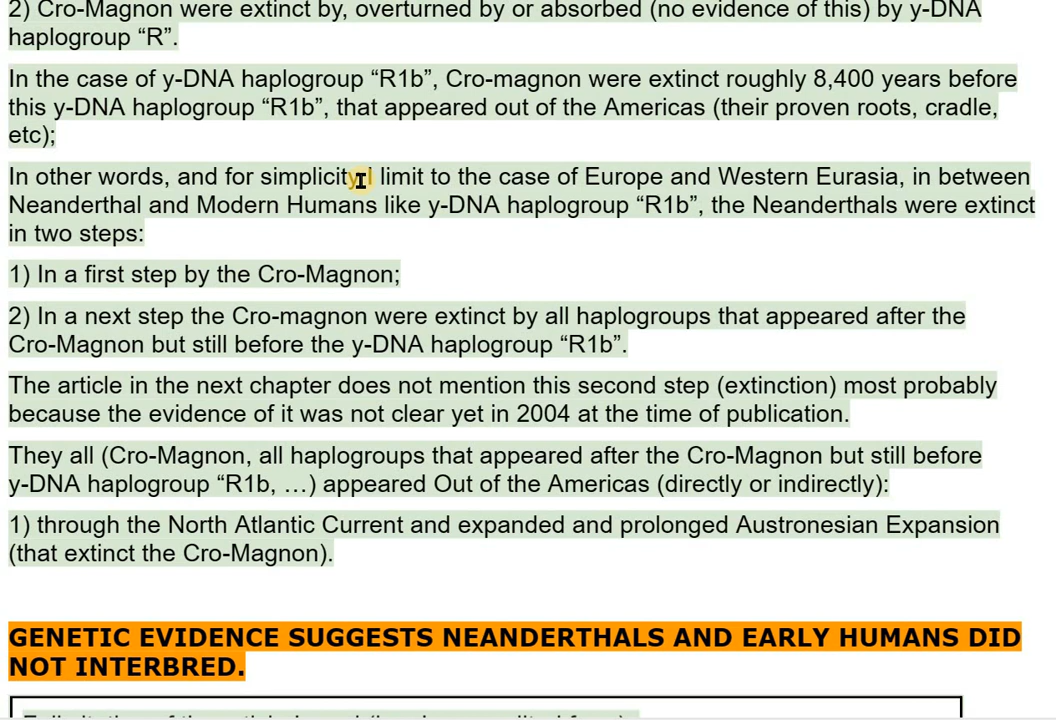 2) Cro-Magnon were extinct by, overturned by or absorbed (no evidence of this) by y-DNA
haplogroup “R”.
In the case of y-DNA haplogroup “R1b”, Cro-magnon were extinct roughly 8,400 years before
this y-DNA haplogroup “R1b”, that appeared out of the Americas (their proven roots, cradle,
etc);
In other words, and for simplicity I limit to the case of Europe and Western Eurasia, in between
Neanderthal and Modern Humans like y-DNA haplogroup “R1b”, the Neanderthals were extinct
in two steps:
1) In a first step by the Cro-Magnon;
2) In a next step the Cro-magnon were extinct by all haplogroups that appeared after the
Cro-Magnon but still before the y-DNA haplogroup “R1b”.
The article in the next chapter does not mention this second step (extinction) most probably
because the evidence of it was not clear yet in 2004 at the time of publication.
They all (Cro-Magnon, all haplogroups that appeared after the Cro-Magnon but still before
y-DNA haplogroup “R1b, …) appeared Out of the Americas (directly or indirectly):
1) through the North Atlantic Current and expanded and prolonged Austronesian Expansion
(that extinct the Cro-Magnon).
GENETIC EVIDENCE SUGGESTS NEANDERTHALS AND EARLY HUMANS DID
NOT INTERBRED.